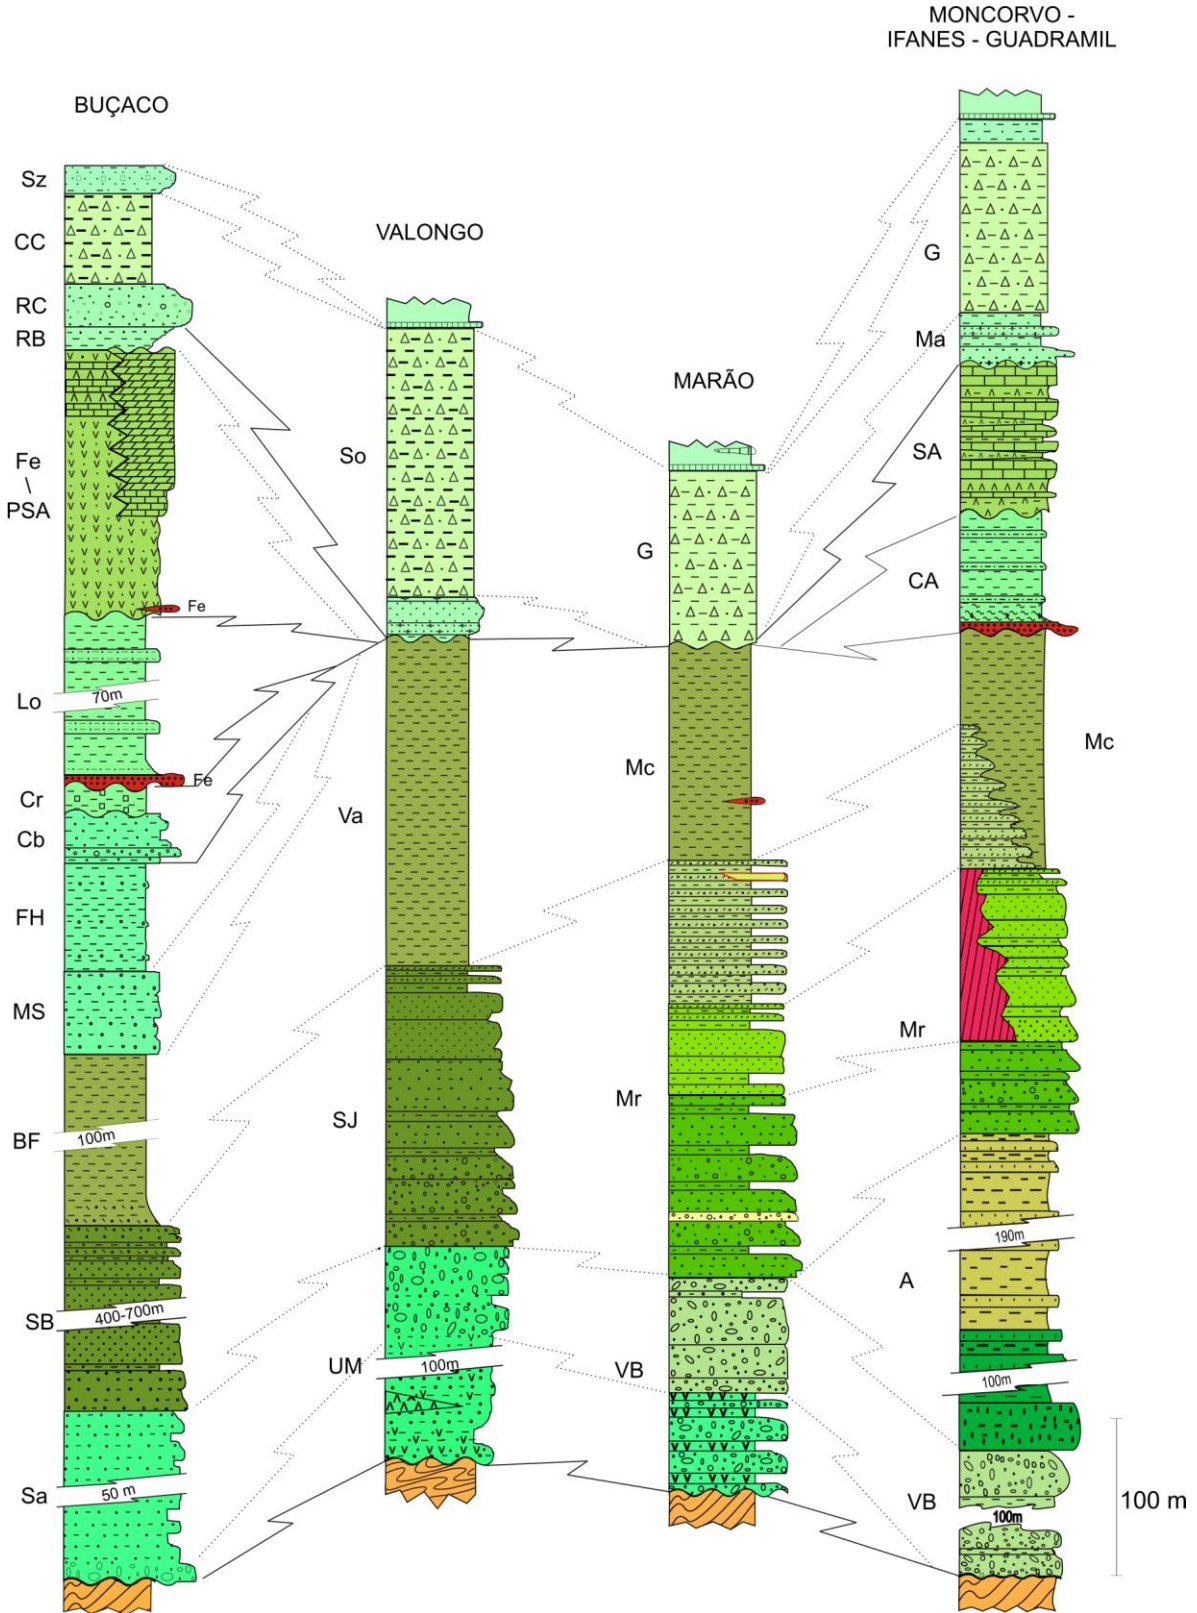 MONCORVO -
IFANES - GUADRAMIL
BUÇACO
VALONGO
MARÃO
Sz
CC
RC
RB
Fe
PSA
Fe
Lo
70m
Fe
Cr
Cb
FH
MS
BF
100m
SB
400-700m
Sa
50 m
So
Va
SJ
UM
100m
G
Mc
Mr
VB
G
Ma
SA
CA
Mc
Mr
190m
A
100m
VB
100m
100 m